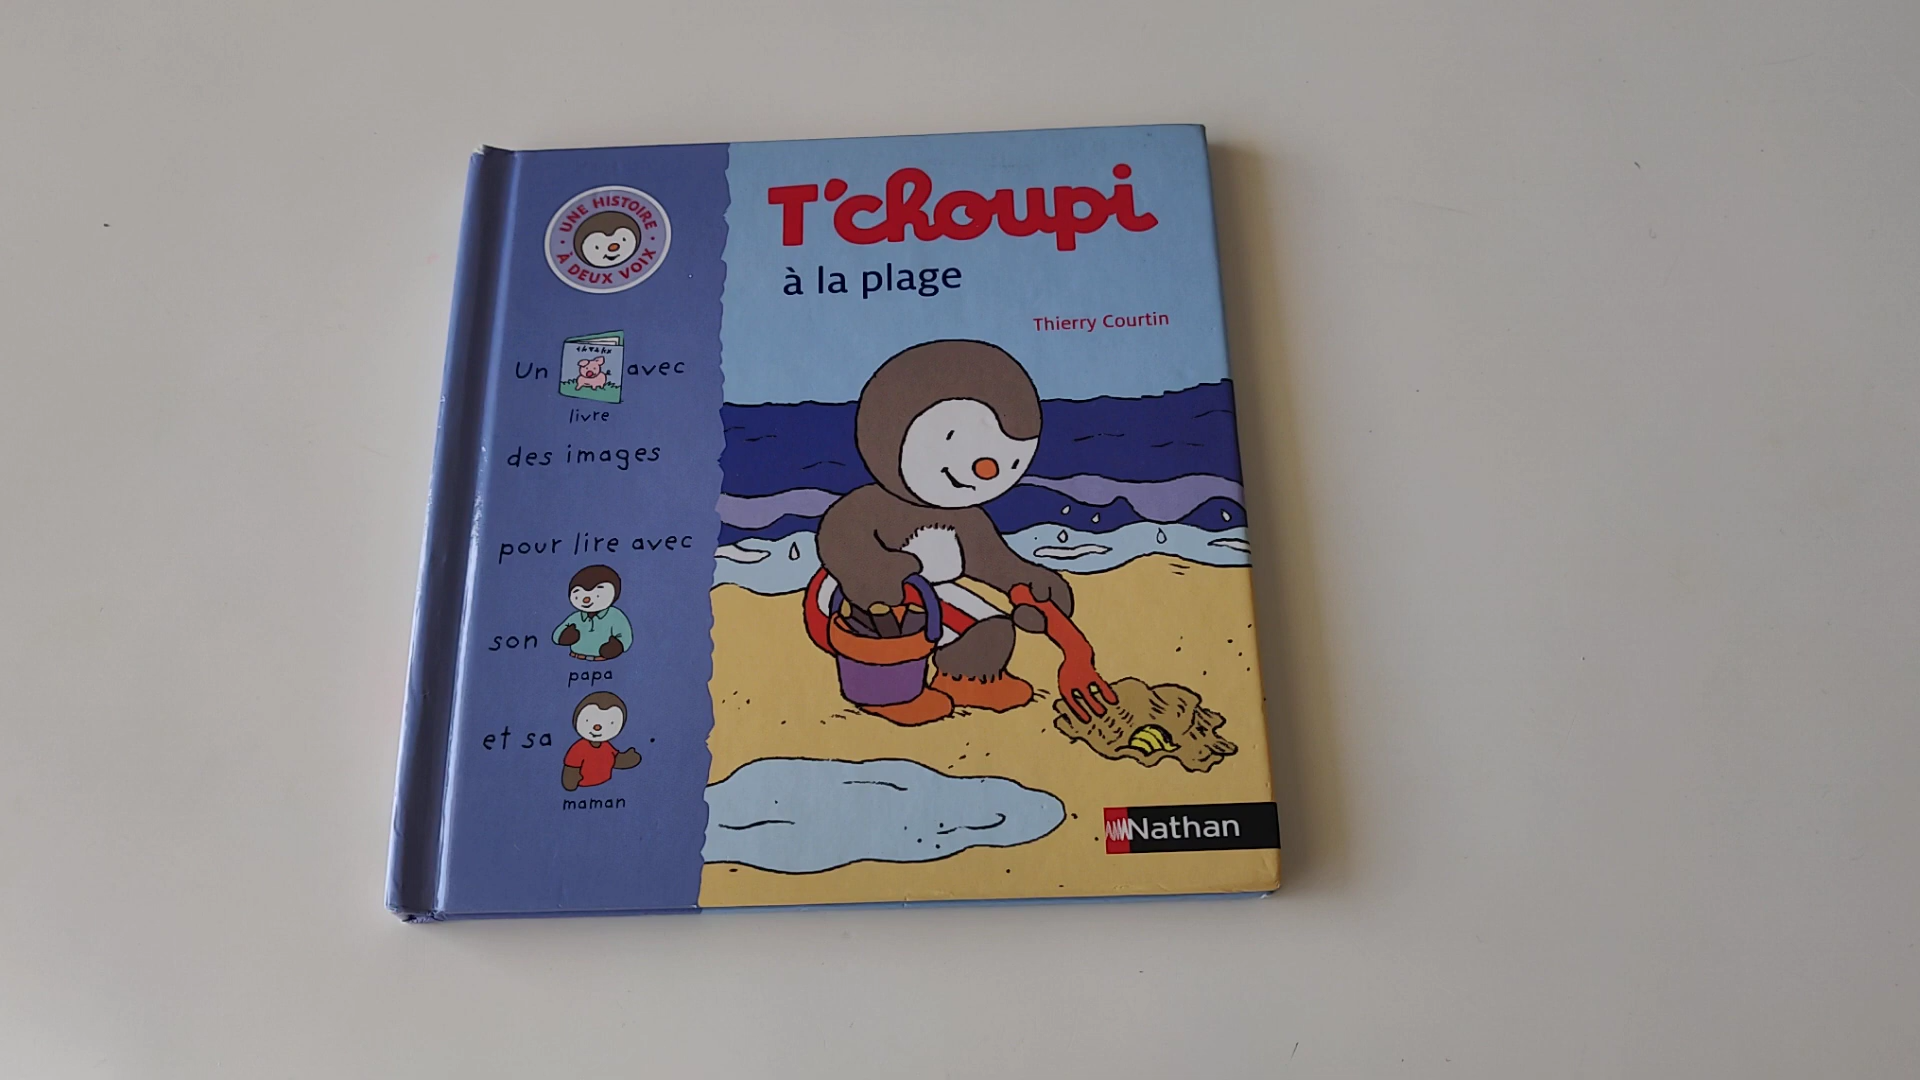 UNE HISTOIRE
À DEUX VOIX
Un avec
livre
des images
pour lire avec
son
papa
et sa .
maman
T'choupi
à la plage
Thierry Courtin
Nathan